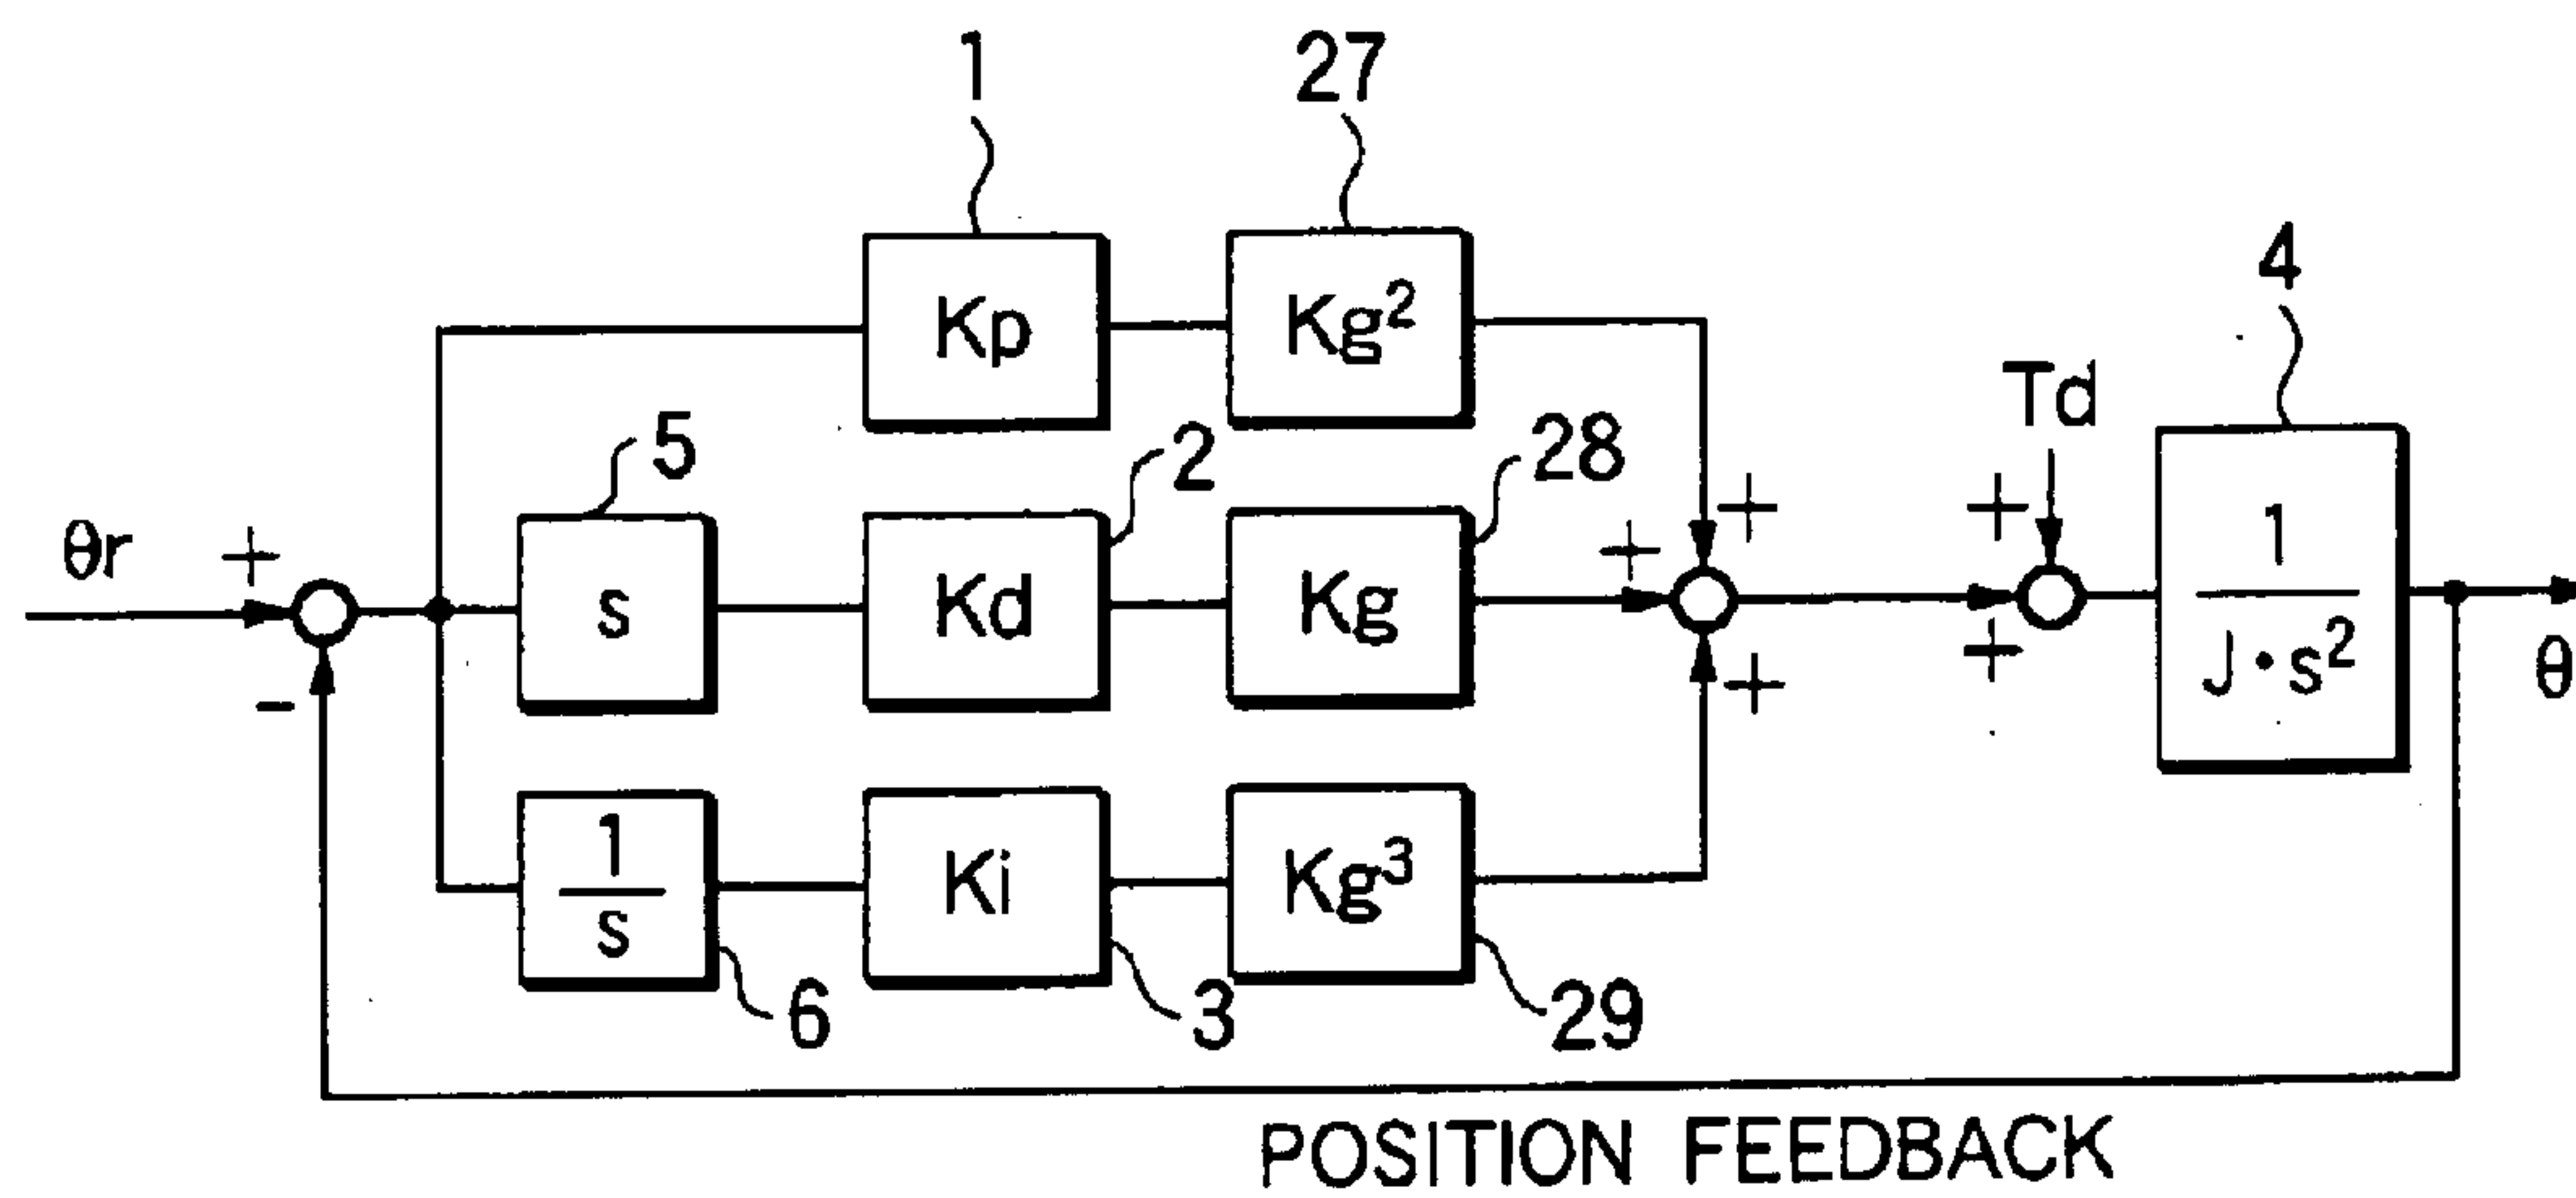 1
27
4
Kp
Kg²
Td
5
2
28
θr
+
-
s
Kd
Kg
+
+
+
+
+
1
J·s²
θ
1
s
Ki
Kg³
6
3
29
POSITION FEEDBACK